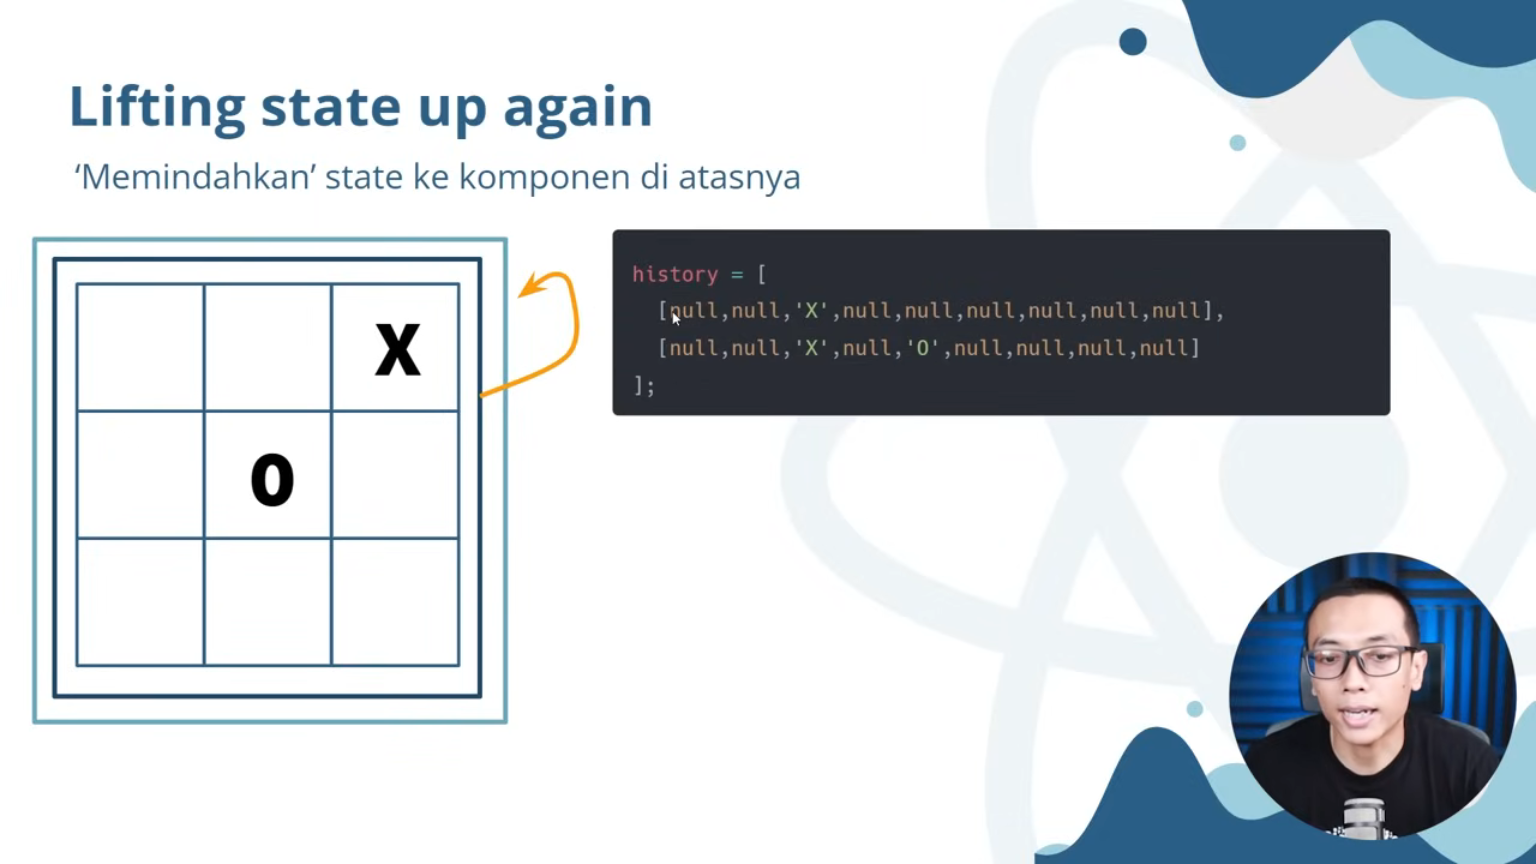 Lifting state up again
‘Memindahkan’ state ke komponen di atasnya
X
O
history = [
[null,null,'X',null,null,null,null,null,null],
[null,null,'X',null,'O',null,null,null,null]
];